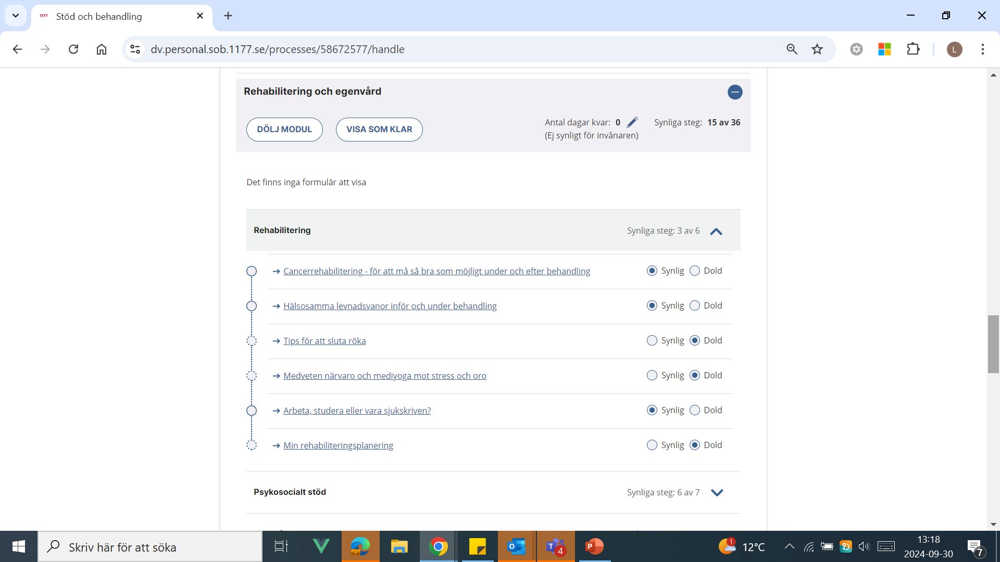 1177 Stöd och behandling
dv.personal.sob.1177.se/processes/58672577/handle
L
Rehabilitering och egenvård
DÖLJ MODUL
VISA SOM KLAR
Antal dagar kvar: 0
(Ej synligt för invånaren)
Synliga steg: 15 av 36
Det finns inga formulär att visa
Rehabilitering
Synliga steg: 3 av 6
Cancerrehabilitering - för att må så bra som möjligt under och efter behandling Synlig Dold
Hälsosamma levnadsvanor inför och under behandling Synlig Dold
Tips för att sluta röka Synlig Dold
Medveten närvaro och mediyoga mot stress och oro Synlig Dold
Arbeta, studera eller vara sjukskriven? Synlig Dold
Min rehabiliteringsplanering Synlig Dold
Psykosocialt stöd
Synliga steg: 6 av 7
Skriv här för att söka
4
1
12°C
13:18
2024-09-30
7